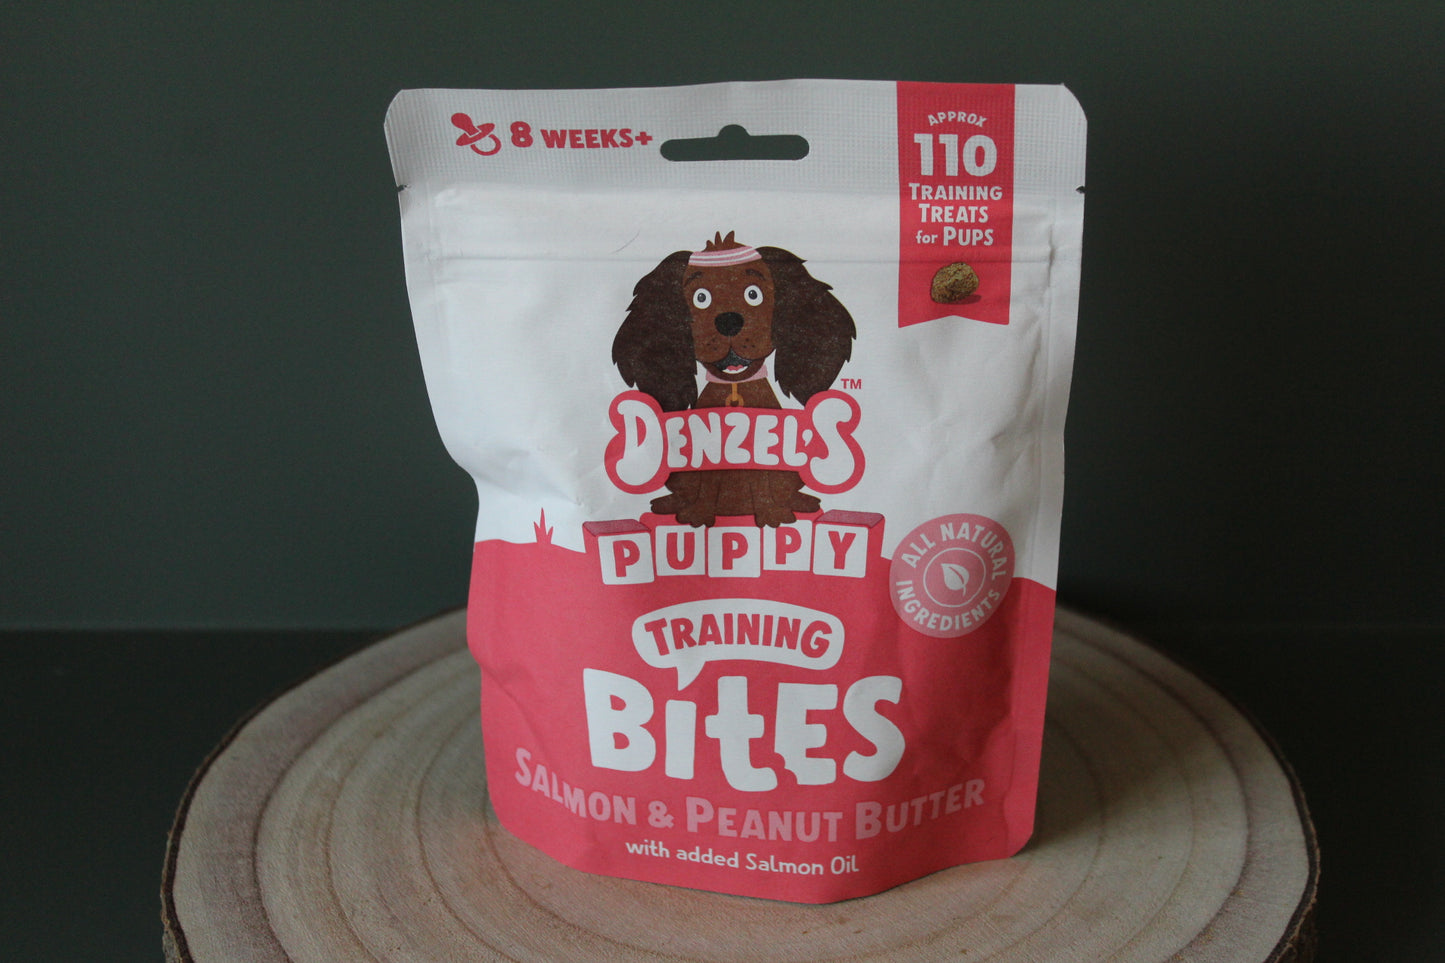 8 WEEKS+
APPROX
110
TRAINING
TREATS
for PUPS
DENZEL'S
TM
PUPPY
ALL NATURAL
INGREDIENTS
TRAINING
BitES
SALMON & PEANUT BUTTER
with added Salmon Oil